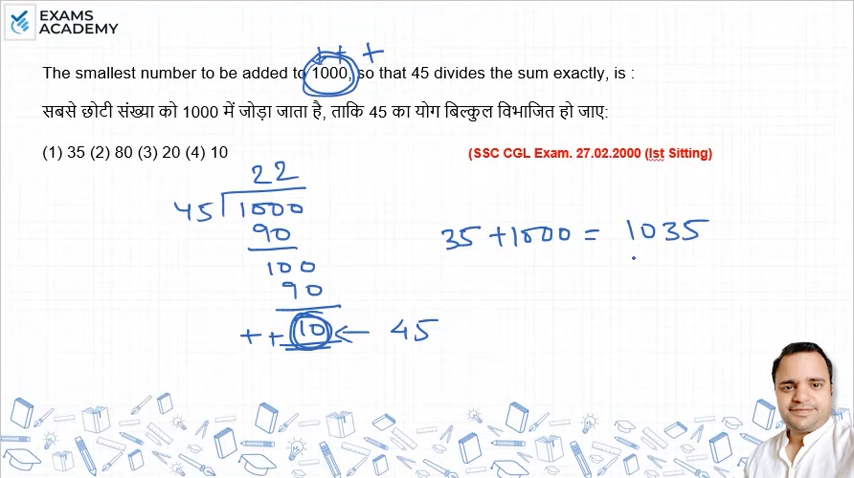 EXAMS
ACADEMY
+ + +
The smallest number to be added to 1000, so that 45 divides the sum exactly, is :
सबसे छोटी संख्या को 1000 में जोड़ा जाता है, ताकि 45 का योग बिल्कुल विभाजित हो जाए:
(1) 35 (2) 80 (3) 20 (4) 10
(SSC CGL Exam. 27.02.2000 (Ist Sitting)
22
45 1000
90
100
90
+ + 10 ← 45
35 + 1000 = 1035